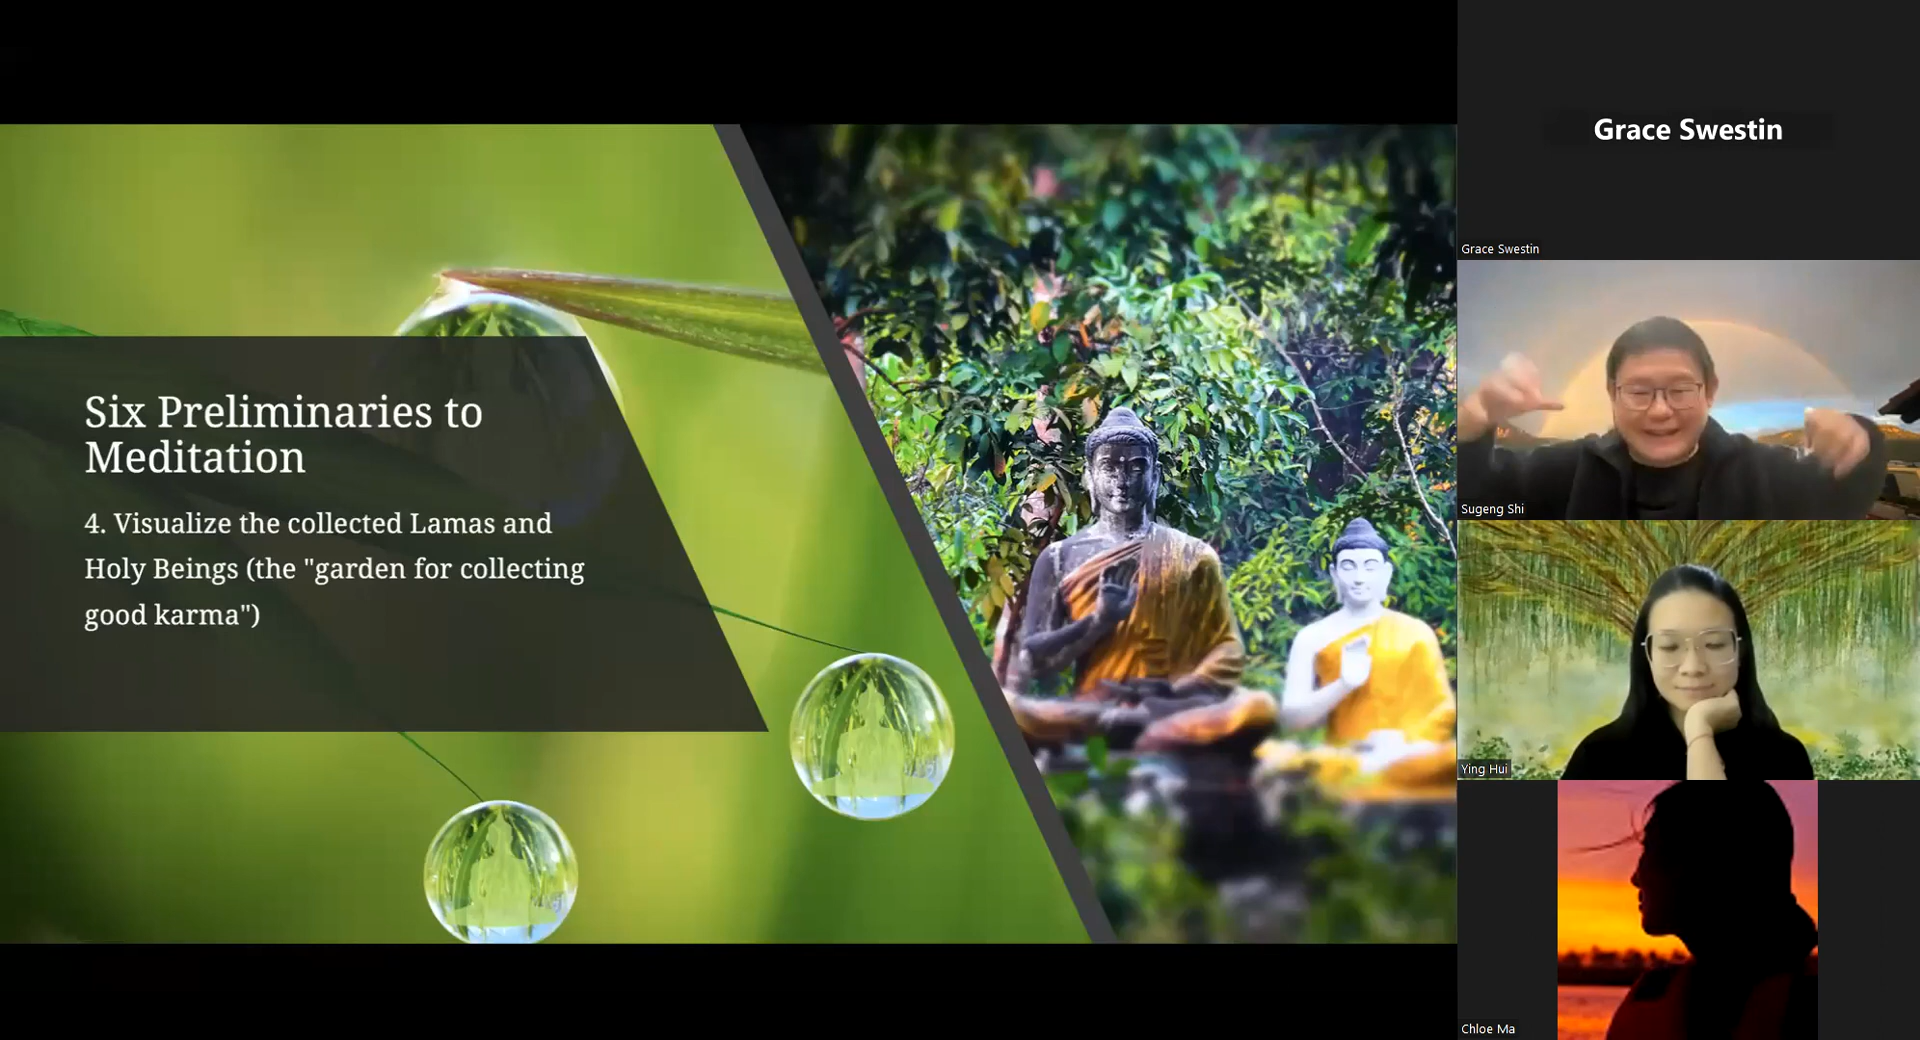 Six Preliminaries to
Meditation
4. Visualize the collected Lamas and
Holy Beings (the "garden for collecting
good karma")
Grace Swestin
Grace Swestin
Sugeng Shi
Ying Hui
Chloe Ma